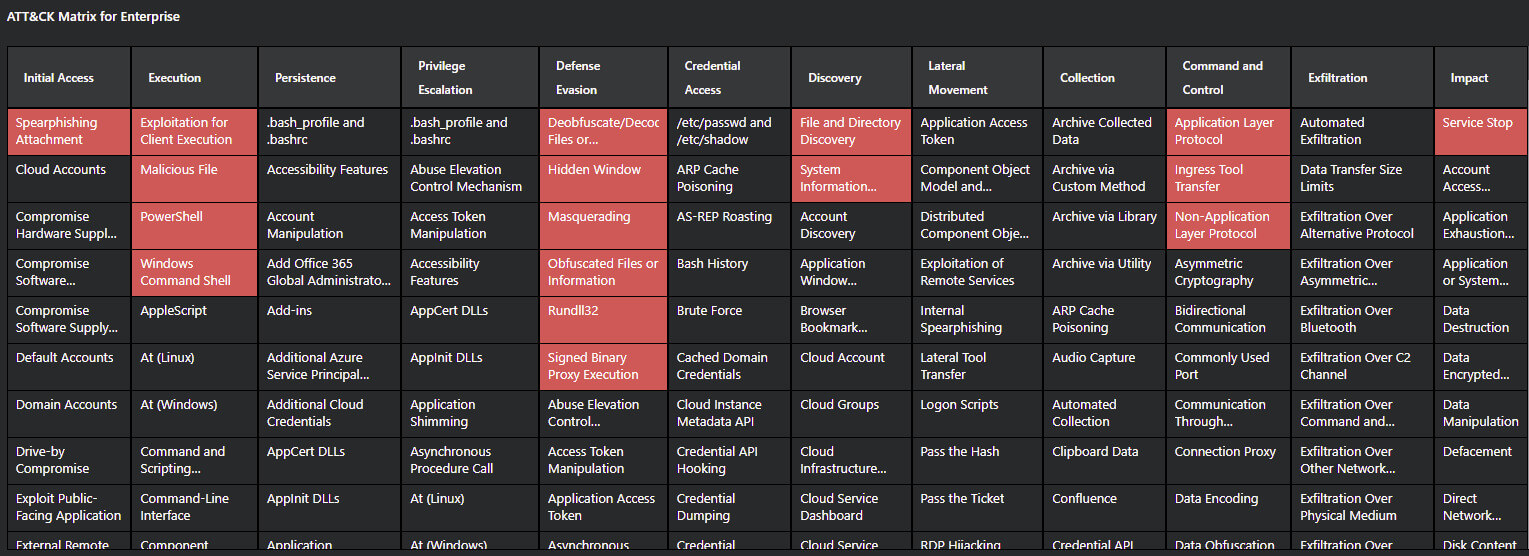 ATT&CK Matrix for Enterprise
Initial Access
Execution
Persistence
Privilege
Escalation
Defense
Evasion
Credential
Access
Discovery
Lateral
Movement
Collection
Command and
Control
Exfiltration
Impact
Spearphishing
Attachment
Exploitation for
Client Execution
.bash_profile and
.bashrc
.bash_profile and
.bashrc
Deobfuscate/Decoc
Files or...
/etc/passwd and
/etc/shadow
File and Directory
Discovery
Application Access
Token
Archive Collected
Data
Application Layer
Protocol
Automated
Exfiltration
Service Stop
Cloud Accounts
Malicious File
Accessibility Features
Abuse Elevation
Control Mechanism
Hidden Window
ARP Cache
Poisoning
System
Information...
Component Object
Model and...
Archive via
Custom Method
Ingress Tool
Transfer
Data Transfer Size
Limits
Account
Access...
Compromise
Hardware Suppl...
PowerShell
Account
Manipulation
Access Token
Manipulation
Masquerading
AS-REP Roasting
Account
Discovery
Distributed
Component Obje...
Archive via Library
Non-Application
Layer Protocol
Exfiltration Over
Alternative Protocol
Application
Exhaustion...
Compromise
Software...
Windows
Command Shell
Add Office 365
Global Administrato...
Accessibility
Features
Obfuscated Files or
Information
Bash History
Application
Window...
Exploitation of
Remote Services
Archive via Utility
Asymmetric
Cryptography
Exfiltration Over
Asymmetric...
Application
or System...
Compromise
Software Supply...
AppleScript
Add-ins
AppCert DLLs
Rundll32
Brute Force
Browser
Bookmark...
Internal
Spearphishing
ARP Cache
Poisoning
Bidirectional
Communication
Exfiltration Over
Bluetooth
Data
Destruction
Default Accounts
At (Linux)
Additional Azure
Service Principal...
AppInit DLLs
Signed Binary
Proxy Execution
Cached Domain
Credentials
Cloud Account
Lateral Tool
Transfer
Audio Capture
Commonly Used
Port
Exfiltration Over C2
Channel
Data
Encrypted...
Domain Accounts
At (Windows)
Additional Cloud
Credentials
Application
Shimming
Abuse Elevation
Control...
Cloud Instance
Metadata API
Cloud Groups
Logon Scripts
Automated
Collection
Communication
Through...
Exfiltration Over
Command and...
Data
Manipulation
Drive-by
Compromise
Command and
Scripting...
AppCert DLLs
Asynchronous
Procedure Call
Access Token
Manipulation
Credential API
Hooking
Cloud
Infrastructure...
Pass the Hash
Clipboard Data
Connection Proxy
Exfiltration Over
Other Network...
Defacement
Exploit Public-
Facing Application
Command-Line
Interface
AppInit DLLs
At (Linux)
Application Access
Token
Credential
Dumping
Cloud Service
Dashboard
Pass the Ticket
Confluence
Data Encoding
Exfiltration Over
Physical Medium
Direct
Network...
External Remote
Component
Application
At (Windows)
Asynchronous
Credential
Cloud Service
RDP Hijacking
Credential API
Data Obfuscation
Exfiltration Over
Disk Content